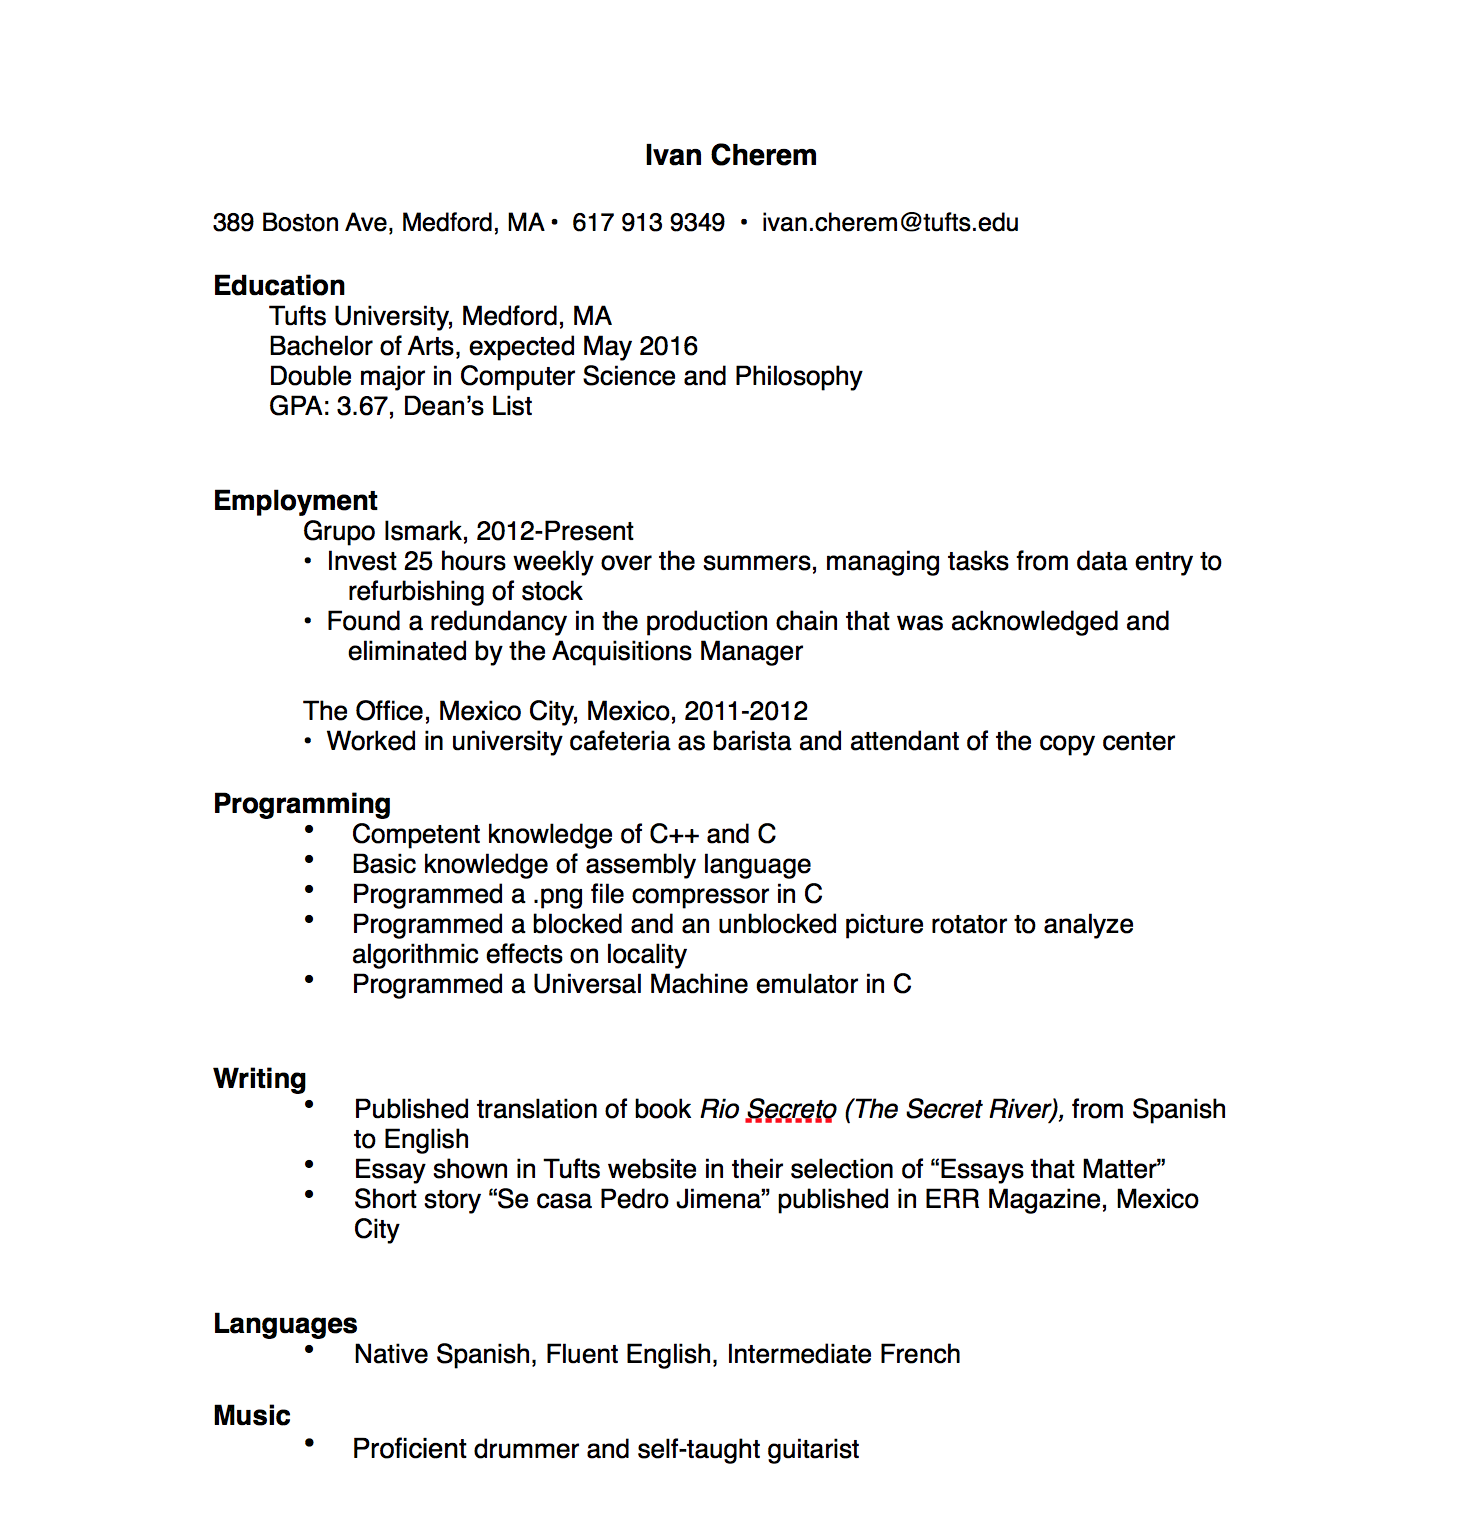 Ivan Cherem
389 Boston Ave, Medford, MA • 617 913 9349 • ivan.cherem@tufts.edu
Education
Tufts University, Medford, MA
Bachelor of Arts, expected May 2016
Double major in Computer Science and Philosophy
GPA: 3.67, Dean’s List
Employment
Grupo Ismark, 2012-Present
• Invest 25 hours weekly over the summers, managing tasks from data entry to
refurbishing of stock
• Found a redundancy in the production chain that was acknowledged and
eliminated by the Acquisitions Manager
The Office, Mexico City, Mexico, 2011-2012
• Worked in university cafeteria as barista and attendant of the copy center
Programming
• Competent knowledge of C++ and C
• Basic knowledge of assembly language
• Programmed a .png file compressor in C
• Programmed a blocked and an unblocked picture rotator to analyze
algorithmic effects on locality
• Programmed a Universal Machine emulator in C
Writing
• Published translation of book Rio Secreto (The Secret River), from Spanish
to English
• Essay shown in Tufts website in their selection of “Essays that Matter”
• Short story “Se casa Pedro Jimena” published in ERR Magazine, Mexico
City
Languages
• Native Spanish, Fluent English, Intermediate French
Music
• Proficient drummer and self-taught guitarist